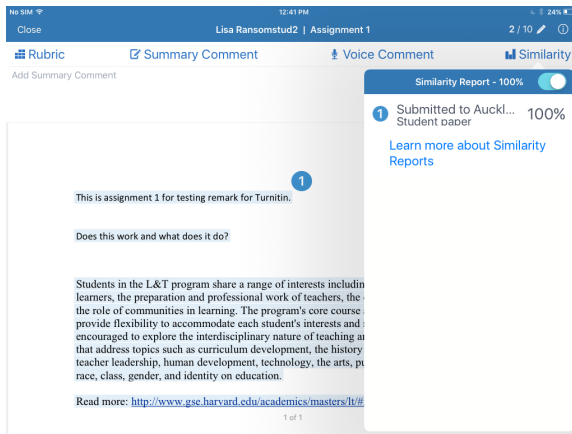 No SIM 12:41 PM 24%
Close Lisa Ransomstud2 | Assignment 1 2 / 10
Rubric Summary Comment Voice Comment Similarity
Add Summary Comment
Similarity Report - 100%
1 Submitted to Auckl... 100%
Student paper
Learn more about Similarity
Reports
1
This is assignment 1 for testing remark for Turnitin.
Does this work and what does it do?
Students in the L&T program share a range of interests includin
learners, the preparation and professional work of teachers, the
the role of communities in learning. The program's core course
provide flexibility to accommodate each student's interests and
encouraged to explore the interdisciplinary nature of teaching
that address topics such as curriculum development, the history
teacher leadership, human development, technology, the arts,
race, class, gender, and identity on education.
Read more: http://www.gse.harvard.edu/academics/masters/lt/#
1 of 1